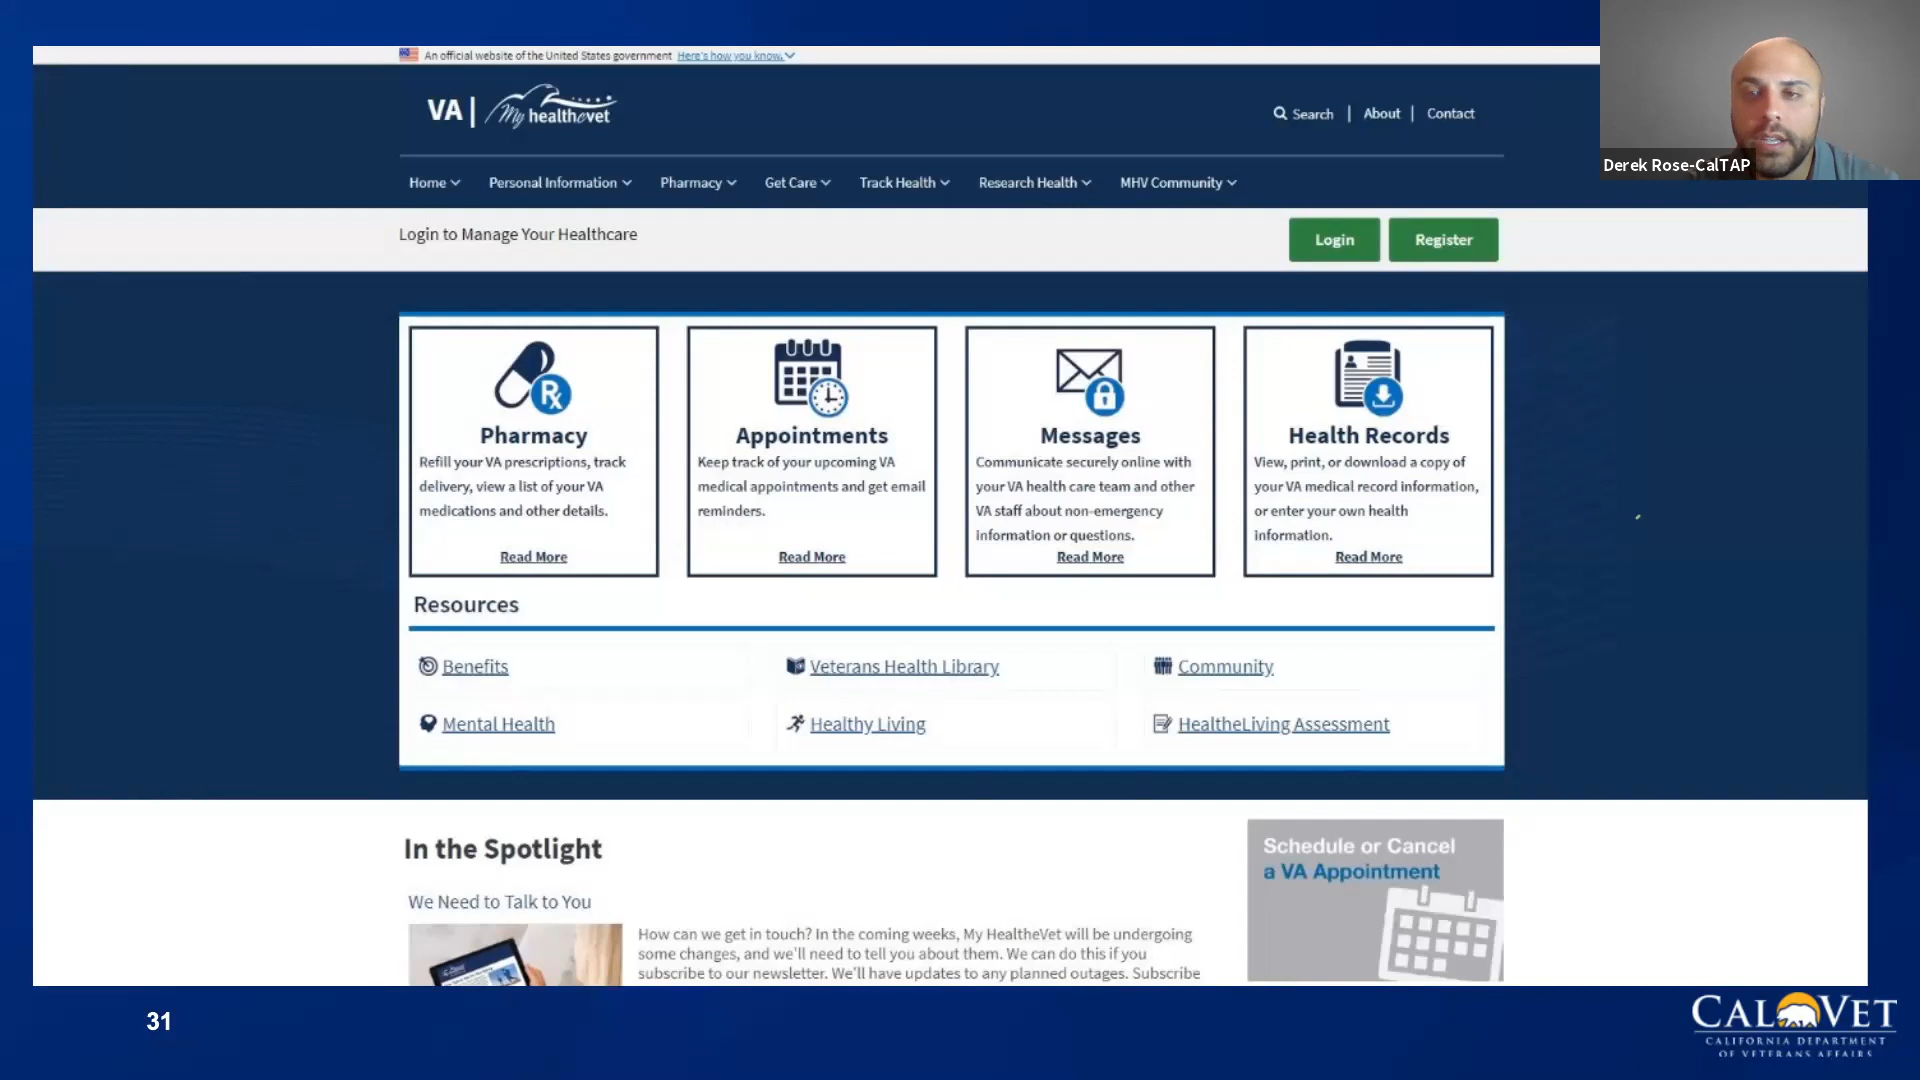 An official website of the United States government Here's how you know.
VA | My healthevet
Search | About | Contact
Derek Rose-CalTAP
Home Personal Information Pharmacy Get Care Track Health Research Health MHV Community
Login to Manage Your Healthcare
Login Register
Rx
Pharmacy
Refill your VA prescriptions, track
delivery, view a list of your VA
medications and other details.
Read More
Appointments
Keep track of your upcoming VA
medical appointments and get email
reminders.
Read More
Messages
Communicate securely online with
your VA health care team and other
VA staff about non-emergency
information or questions.
Read More
Health Records
View, print, or download a copy of
your VA medical record information,
or enter your own health
information.
Read More
Resources
Benefits Veterans Health Library Community
Mental Health Healthy Living HealtheLiving Assessment
In the Spotlight
We Need to Talk to You
How can we get in touch? In the coming weeks, My HealtheVet will be undergoing
some changes, and we'll need to tell you about them. We can do this if you
subscribe to our newsletter. We'll have updates to any planned outages. Subscribe
Schedule or Cancel
a VA Appointment
31
CALVET
CALIFORNIA DEPARTMENT
OF VETERANS AFFAIRS